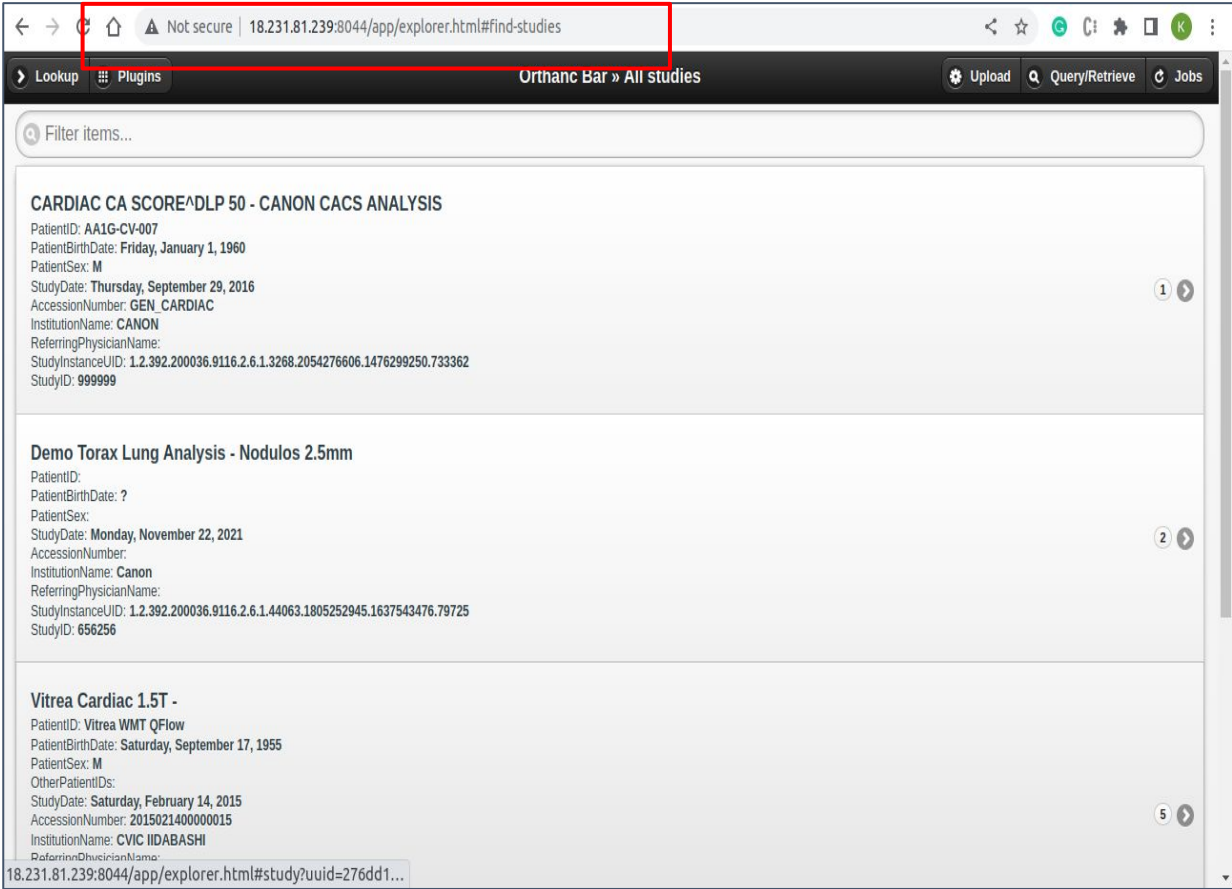 Not secure | 18.231.81.239:8044/app/explorer.html#find-studies
K
Lookup Plugins Orthanc Bar » All studies Upload Query/Retrieve Jobs
Filter items...
CARDIAC CA SCORE^DLP 50 - CANON CACS ANALYSIS
PatientID: AA1G-CV-007
PatientBirthDate: Friday, January 1, 1960
PatientSex: M
StudyDate: Thursday, September 29, 2016
AccessionNumber: GEN_CARDIAC
InstitutionName: CANON
ReferringPhysicianName:
StudyInstanceUID: 1.2.392.200036.9116.2.6.1.3268.2054276606.1476299250.733362
StudyID: 999999
1
Demo Torax Lung Analysis - Nodulos 2.5mm
PatientID:
PatientBirthDate: ?
PatientSex:
StudyDate: Monday, November 22, 2021
AccessionNumber:
InstitutionName: Canon
ReferringPhysicianName:
StudyInstanceUID: 1.2.392.200036.9116.2.6.1.44063.1805252945.1637543476.79725
StudyID: 656256
2
Vitrea Cardiac 1.5T -
PatientID: Vitrea WMT QFlow
PatientBirthDate: Saturday, September 17, 1955
PatientSex: M
OtherPatientIDs:
StudyDate: Saturday, February 14, 2015
AccessionNumber: 2015021400000015
InstitutionName: CVIC IIDABASHI
ReferringPhysicianName:
5
18.231.81.239:8044/app/explorer.html#study?uuid=276dd1...